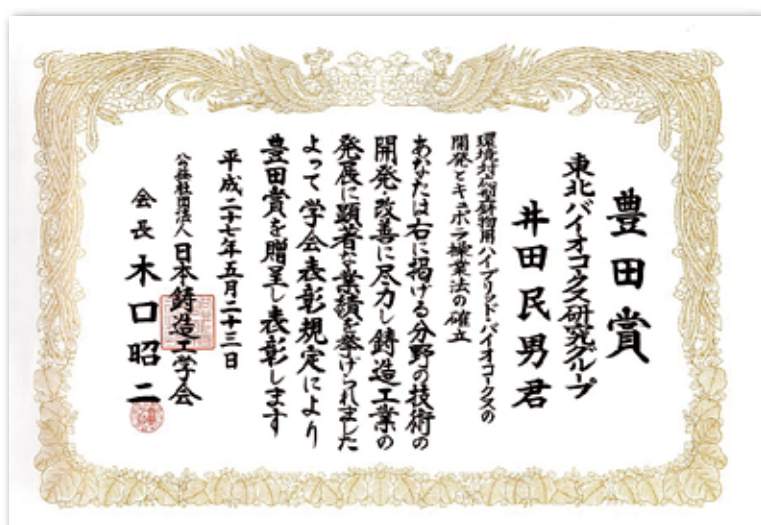 豊田賞
東北バイオコークス研究グループ
井田民男君
環境対応型鋳物用ハイブリッド・バイオコークスの
開発とキュポラ操業法の確立
あなたは右に掲げる分野の技術の
開発・改善に尽力し鋳造工業の
発展に顕著な業績を挙げられました
よって学会表彰規定により
豊田賞を贈呈し表彰します
平成二十七年五月二十三日
公益社団法人日本鋳造工学会
会長木口昭二